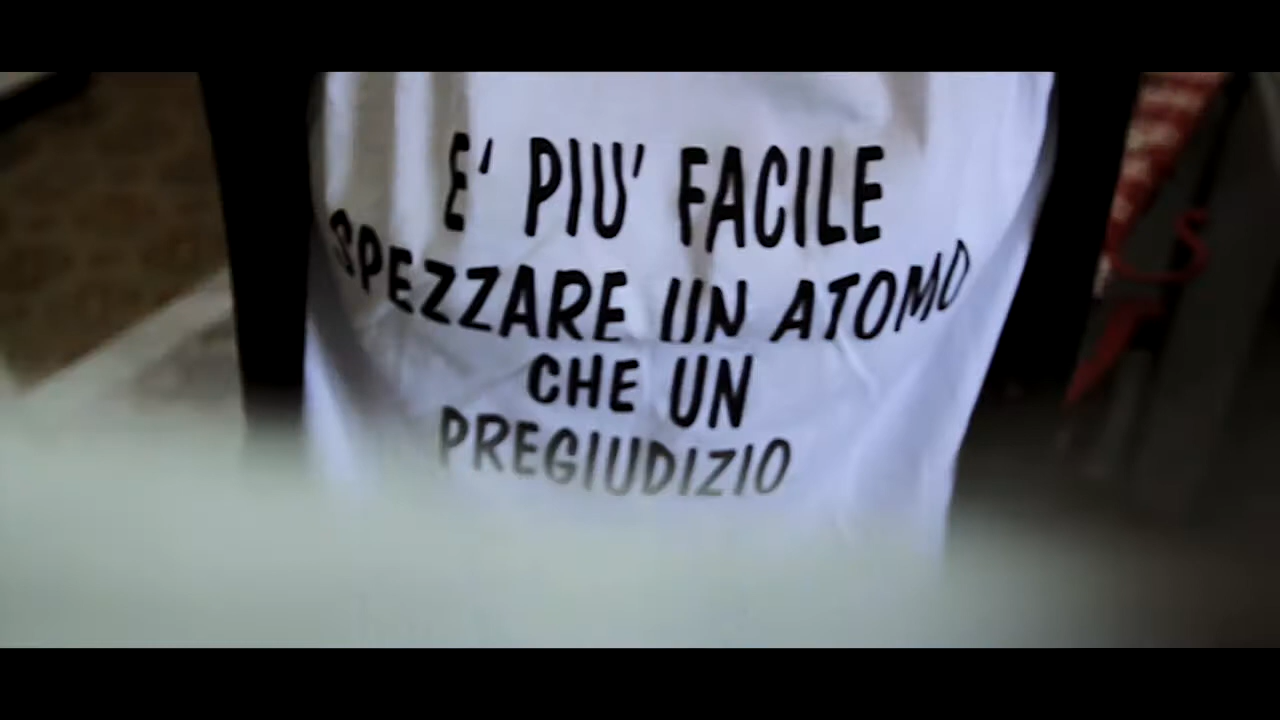 E' PIU' FACILE
SPEZZARE UN ATOMO
CHE UN
PREGIUDIZIO